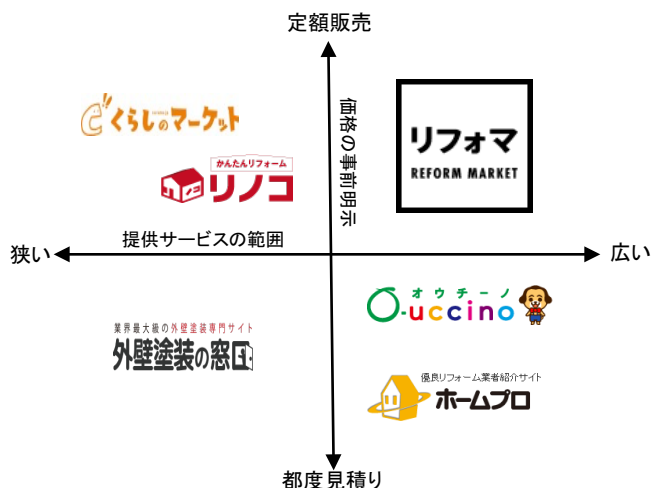 定額販売
価格の事前明示
くらしのマーケット
かんたんリフォーム
リノコ
リフォマ
REFORM MARKET
狭い
提供サービスの範囲
広い
オウチーノ
O-uccino
業界最大級の外壁塗装専門サイト
外壁塗装の窓口
優良リフォーム業者紹介サイト
ホームプロ
都度見積り